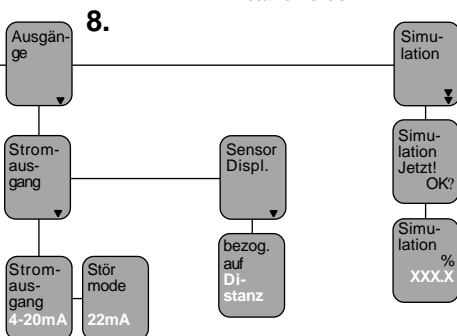 8.
Ausgän-
ge
Simu-
lation
Strom-
aus-
gang
Sensor
Displ.
Simu-
lation
Jetzt!
OK?
Strom-
aus-
gang
4-20mA
Stör
mode
22mA
bezog.
auf
Di-
stanz
Simu-
lation
%
XXX.X